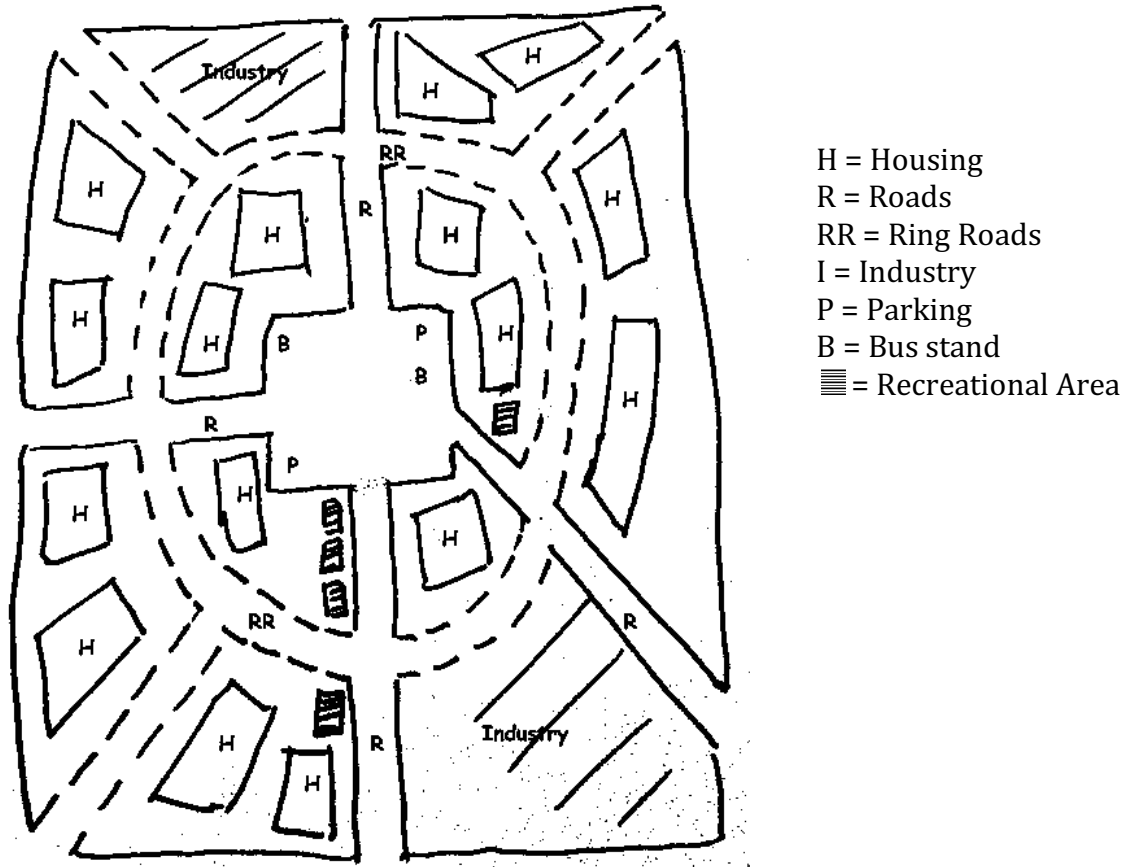 H
Industry
H
RR
H
H
R
H
H
H
P
H
H
B
B
H
R
P
H
H
H
RR
R
H
Industry
H
R
H
H = Housing
R = Roads
RR = Ring Roads
I = Industry
P = Parking
B = Bus stand
= Recreational Area